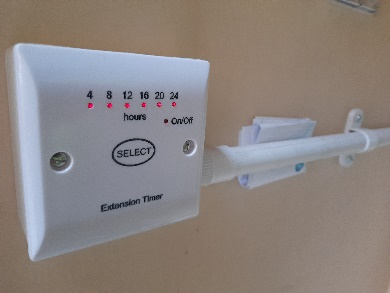 4 8 12 16 20 24
hours
On/Off
SELECT
Extension Timer